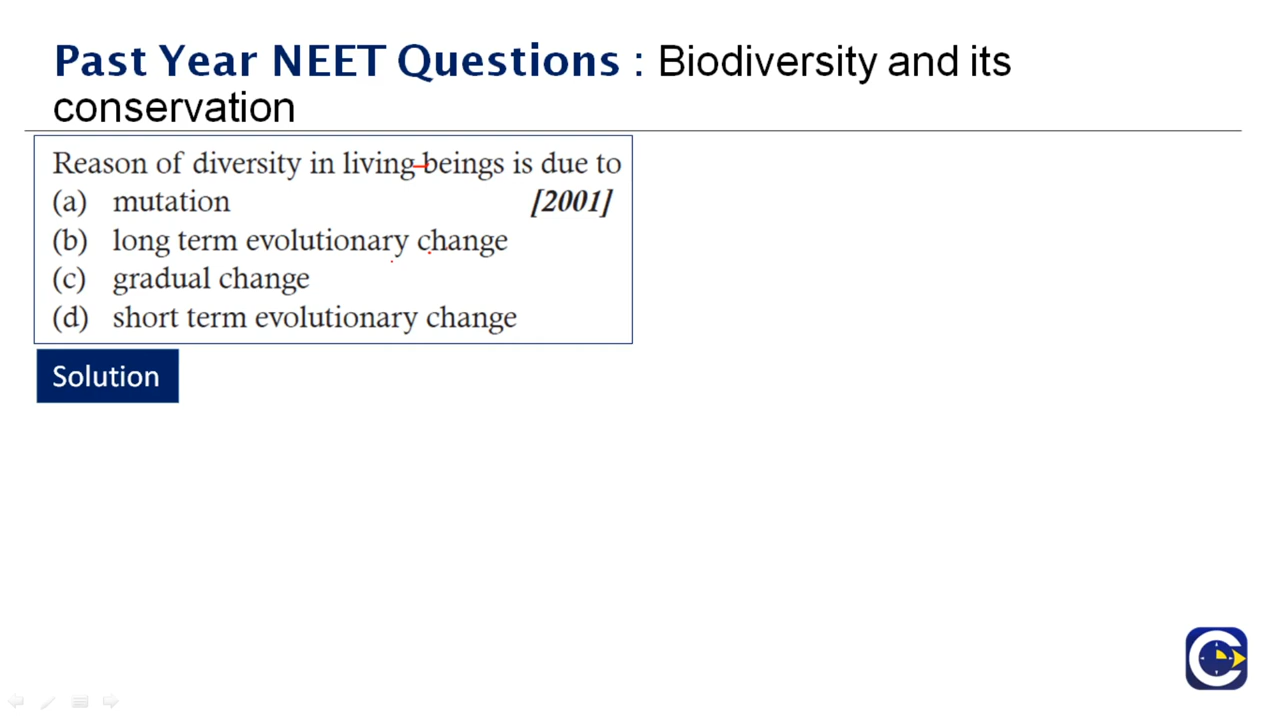 Past Year NEET Questions : Biodiversity and its
conservation
Reason of diversity in living beings is due to
(a) mutation [2001]
(b) long term evolutionary change
(c) gradual change
(d) short term evolutionary change
Solution